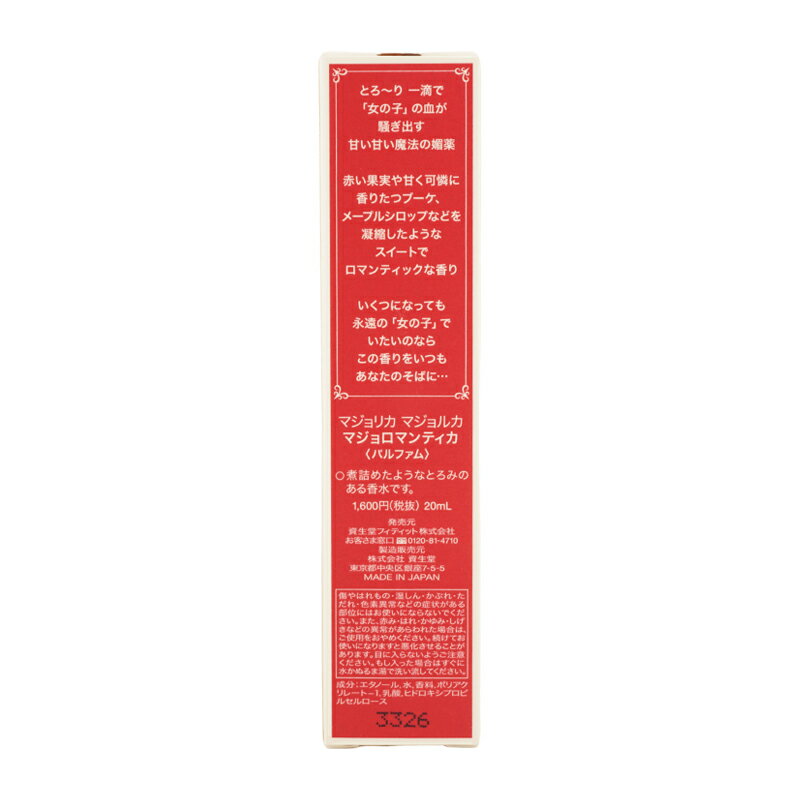 とろ〜り 一滴で
「女の子」の血が
騒ぎ出す
甘い甘い魔法の媚薬
赤い果実や甘く可憐に
香りたつブーケ、
メープルシロップなどを
凝縮したような
スイートで
ロマンティックな香り
いくつになっても
永遠の「女の子」で
いたいのなら
この香りをいつも
あなたのそばに…
マジョリカ マジョルカ
マジョロマンティカ
〈パルファム〉
○煮詰めたようなとろみの
ある香水です。
1,600円(税抜) 20mL
発売元
資生堂フィティット株式会社
お客さま窓口 0120-81-4710
製造販売元
株式会社 資生堂
東京都中央区銀座7-5-5
MADE IN JAPAN
傷やはれもの・湿しん・かぶれ・た
だれ・色素異常などの症状がある
部位にはお使いにならないでくだ
さい。また、赤み・はれ・かゆみ・しげ
きなどの異常があらわれた場合は、
ご使用をおやめください。続けてお
使いになりますと悪化させることが
あります。目に入らないようご注意
ください。もし入った場合はすぐに
水かぬるま湯で洗い流してください。
成分:エタノール,水,香料,ポリアク
リレート-1,乳酸,ヒドロキシプロピ
ルセルロース
3326